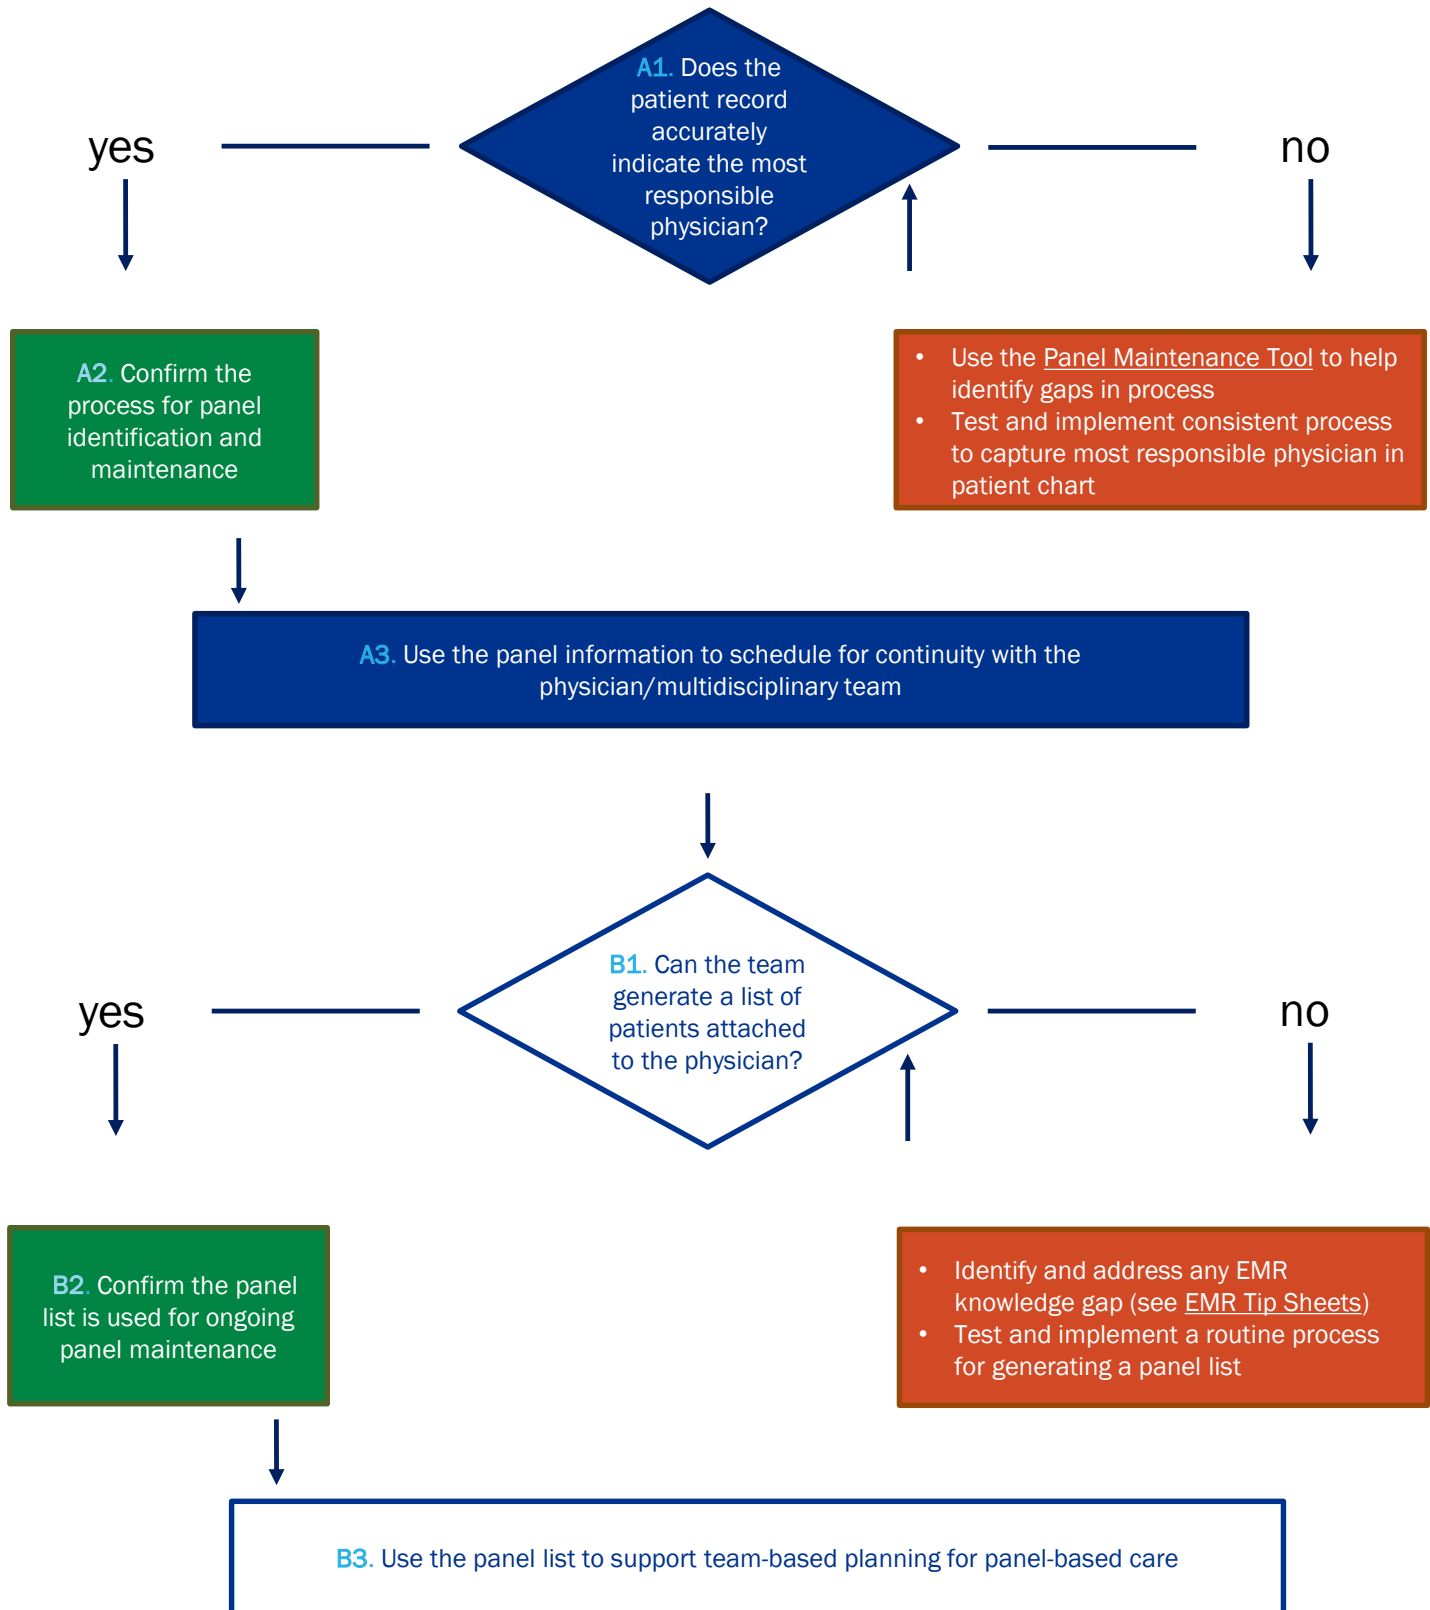 A1. Does the
patient record
accurately
indicate the most
responsible
physician?
yes
no
A2. Confirm the
process for panel
identification and
maintenance
• Use the Panel Maintenance Tool to help
identify gaps in process
• Test and implement consistent process
to capture most responsible physician in
patient chart
A3. Use the panel information to schedule for continuity with the
physician/multidisciplinary team
B1. Can the team
generate a list of
patients attached
to the physician?
yes
no
B2. Confirm the panel
list is used for ongoing
panel maintenance
• Identify and address any EMR
knowledge gap (see EMR Tip Sheets)
• Test and implement a routine process
for generating a panel list
B3. Use the panel list to support team-based planning for panel-based care